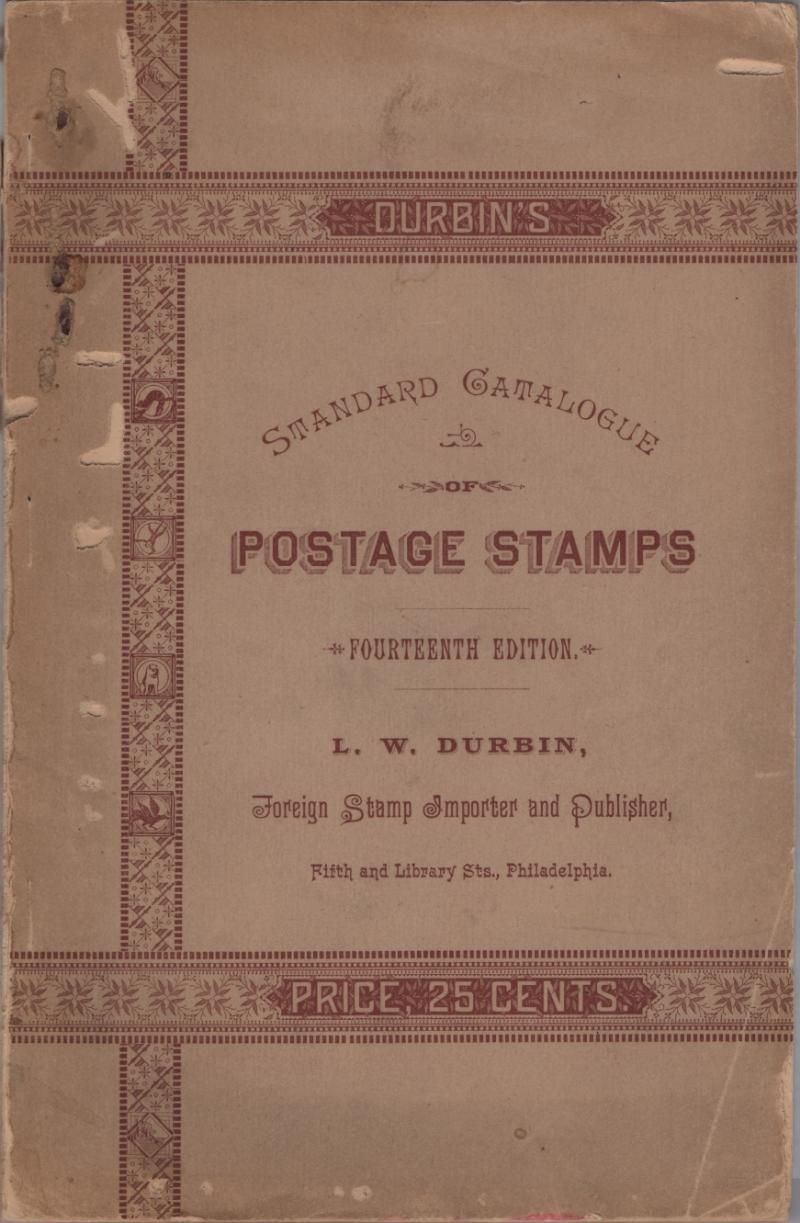 DURBIN'S
STANDARD CATALOGUE
OF
POSTAGE STAMPS
FOURTEENTH EDITION.
L. W. DURBIN,
Foreign Stamp Importer and Publisher,
Fifth and Library Sts., Philadelphia.
PRICE, 25 CENTS.